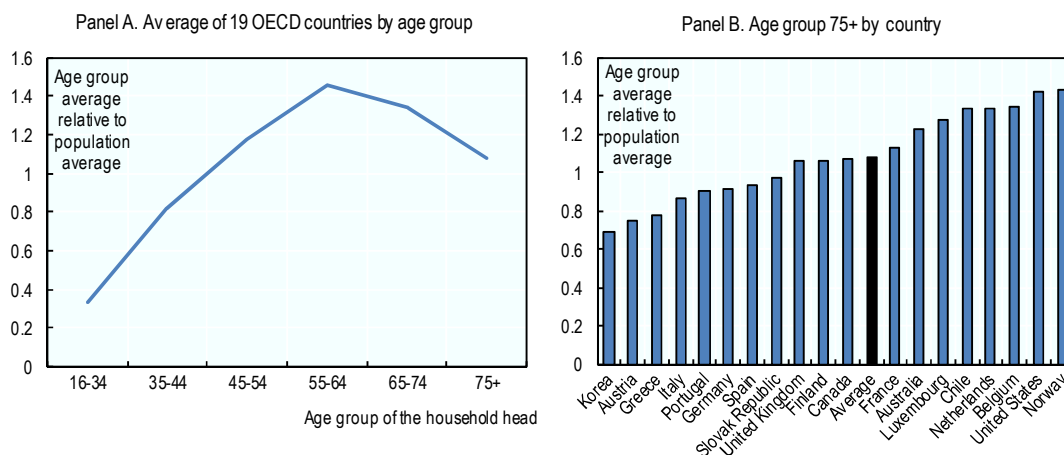 Panel A. Average of 19 OECD countries by age group
1.6
1.4
1.2
1
0.8
0.6
0.4
0.2
0
Age group
average
relative to
population
average
16-34
35-44
45-54
55-64
65-74
75+
Age group of the household head
Panel B. Age group 75+ by country
1.6
1.4
1.2
1
0.8
0.6
0.4
0.2
0
Age group
average
relative to
population
average
Korea
Austria
Greece
Italy
Portugal
Germany
Spain
Slovak Republic
United Kingdom
Finland
Canada
Average
France
Australia
Luxembourg
Chile
Netherlands
Belgium
United States
Norway